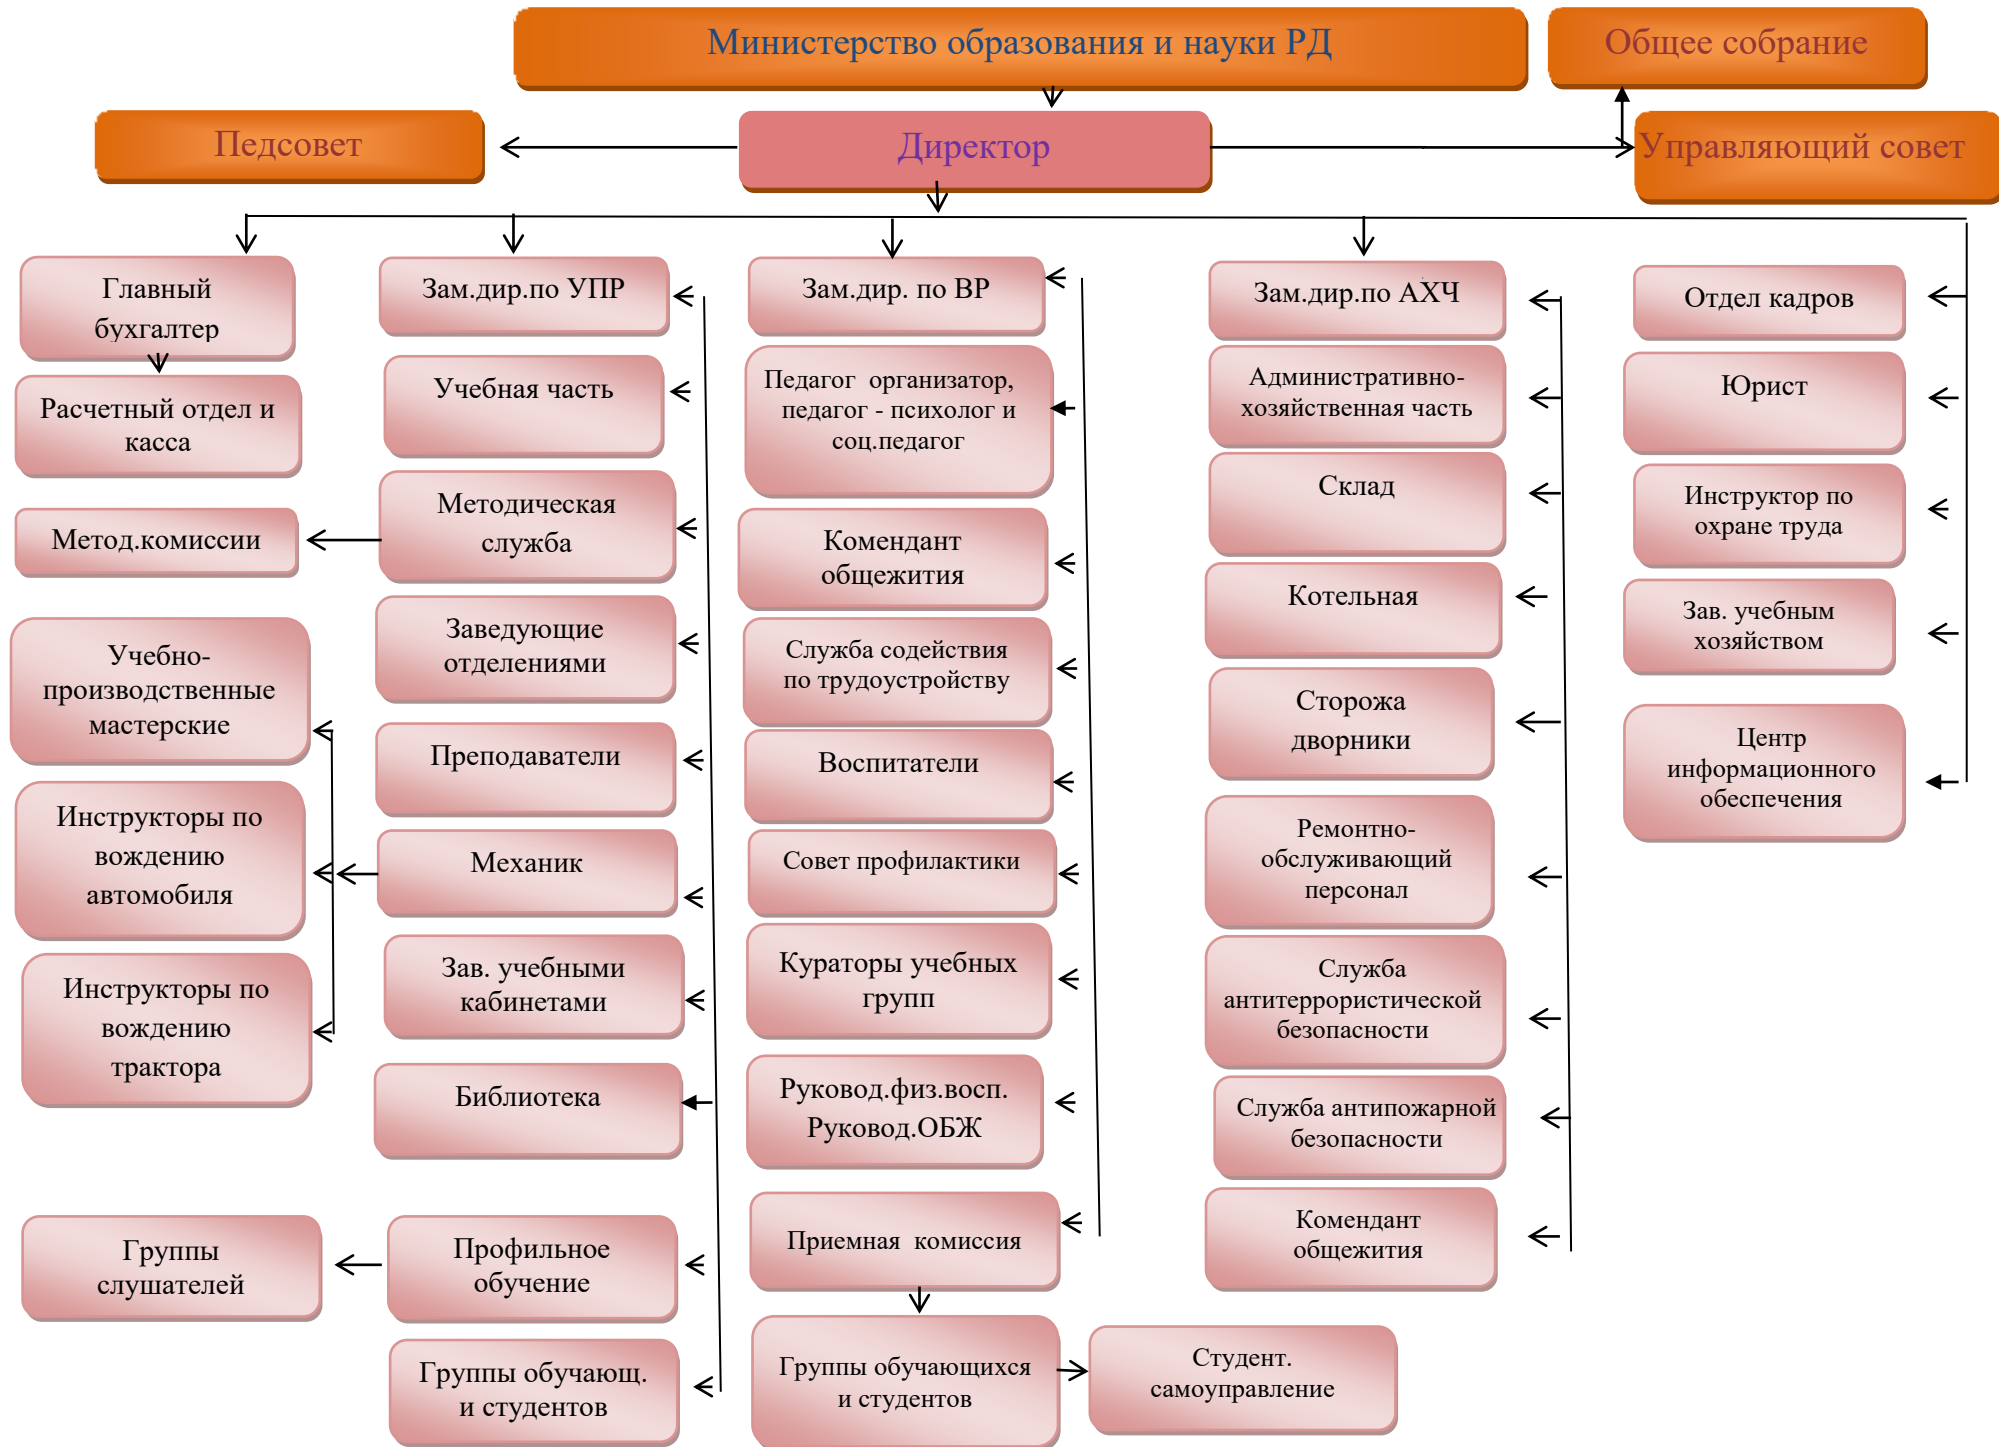 Министерство образования и науки РД
Общее собрание
Педсовет
Директор
Управляющий совет
Главный
бухгалтер
Расчетный отдел и
касса
Метод.комиссии
Учебно-
производственные
мастерские
Инструкторы по
вождению
автомобиля
Инструкторы по
вождению
трактора
Группы
слушателей
Зам.дир.по УПР
Учебная часть
Методическая
служба
Заведующие
отделениями
Преподаватели
Механик
Зав. учебными
кабинетами
Библиотека
Профильное
обучение
Группы обучающ.
и студентов
Зам.дир. по ВР
Педагог организатор,
педагог - психолог и
соц.педагог
Комендант
общежития
Служба содействия
по трудоустройству
Воспитатели
Совет профилактики
Кураторы учебных
групп
Руковод.физ.восп.
Руковод.ОБЖ
Приемная комиссия
Группы обучающихся
и студентов
Студент.
самоуправление
Зам.дир.по АХЧ
Административно-
хозяйственная часть
Склад
Котельная
Сторожа
дворники
Ремонтно-
обслуживающий
персонал
Служба
антитеррористической
безопасности
Служба антипожарной
безопасности
Комендант
общежития
Отдел кадров
Юрист
Инструктор по
охране труда
Зав. учебным
хозяйством
Центр
информационного
обеспечения